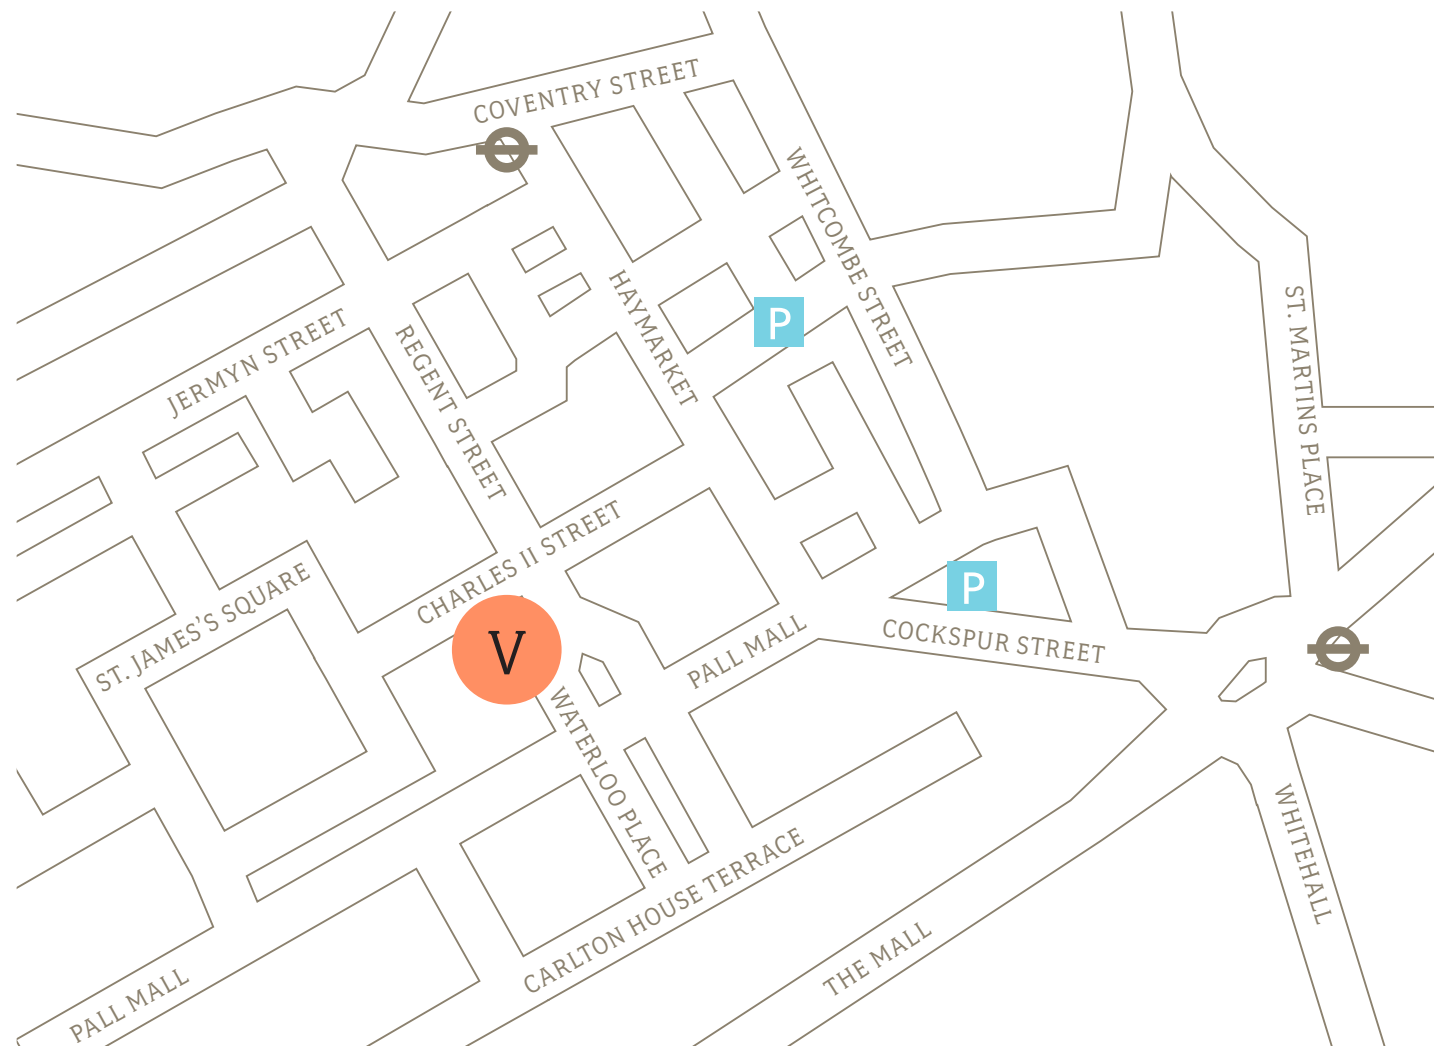 COVENTRY STREET
WHITCOMBE STREET
HAYMARKET
ST. MARTINS PLACE
P
JERMYN STREET
REGENT STREET
CHARLES II STREET
ST. JAMES'S SQUARE
P
COCKSPUR STREET
PALL MALL
V
WATERLOO PLACE
WHITEHALL
CARLTON HOUSE TERRACE
THE MALL
PALL MALL